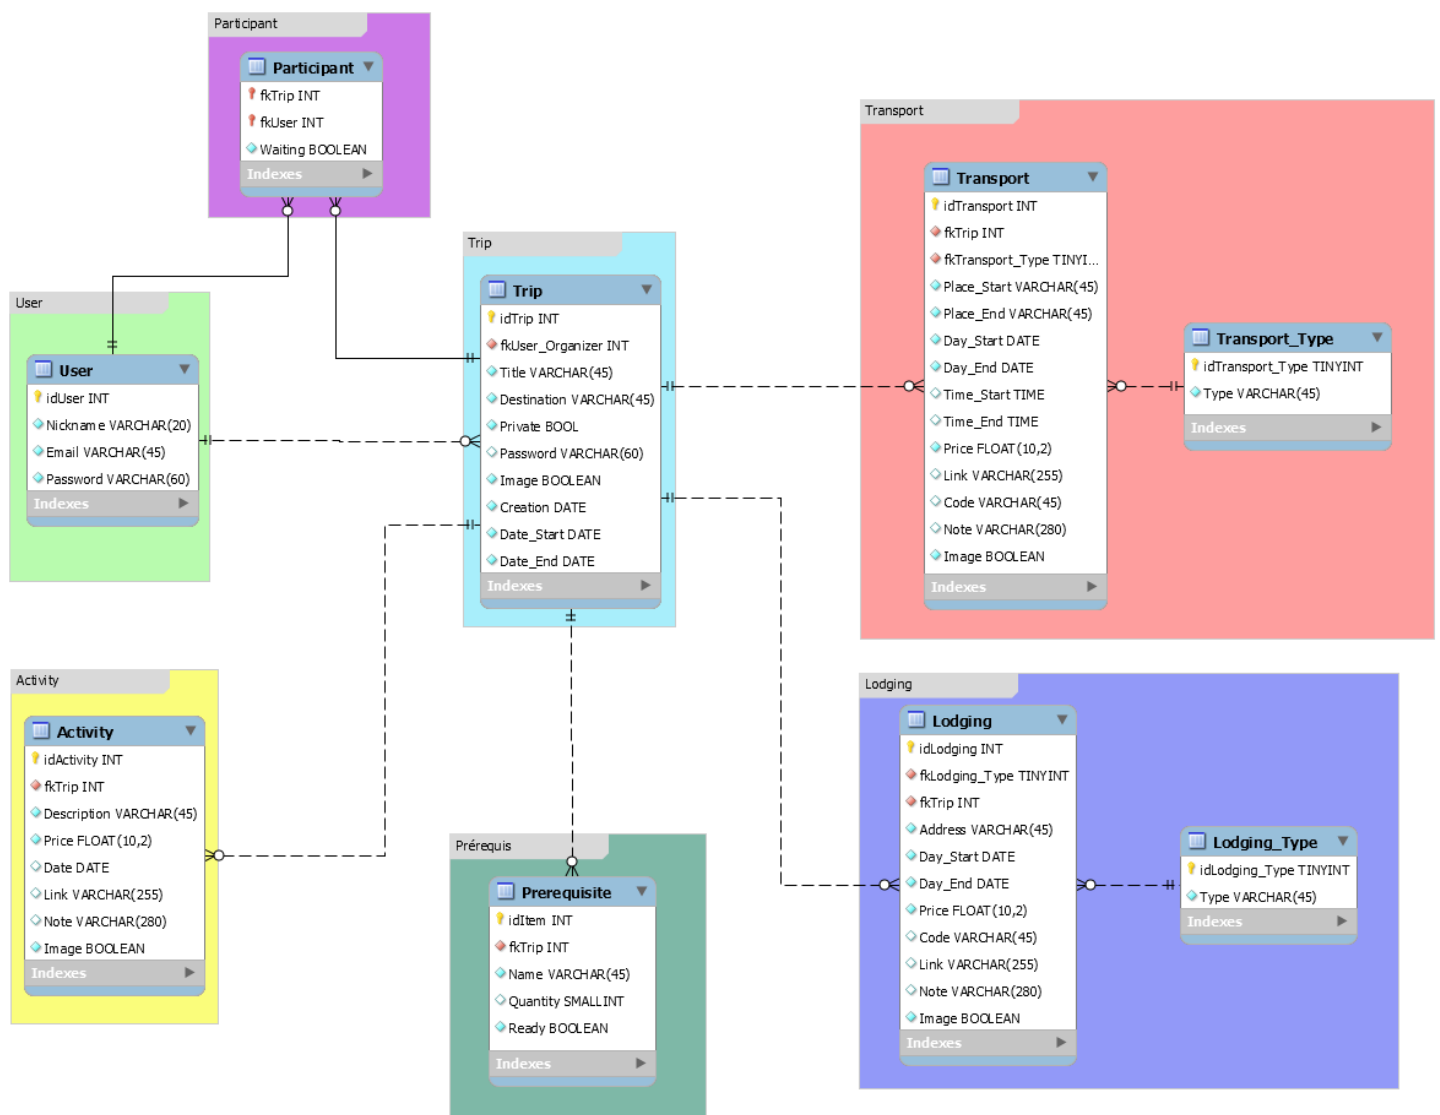 Participant
Participant
fkTrip INT
fkUser INT
Waiting BOOLEAN
Indexes
User
User
idUser INT
Nickname VARCHAR(20)
Email VARCHAR(45)
Password VARCHAR(60)
Indexes
Trip
Trip
idTrip INT
fkUser_Organizer INT
Title VARCHAR(45)
Destination VARCHAR(45)
Private BOOL
Password VARCHAR(60)
Image BOOLEAN
Creation DATE
Date_Start DATE
Date_End DATE
Indexes
Transport
Transport
idTransport INT
fkTrip INT
fkTransport_Type TINYI...
Place_Start VARCHAR(45)
Place_End VARCHAR(45)
Day_Start DATE
Day_End DATE
Time_Start TIME
Time_End TIME
Price FLOAT(10,2)
Link VARCHAR(255)
Code VARCHAR(45)
Note VARCHAR(280)
Image BOOLEAN
Indexes
Transport_Type
idTransport_Type TINYINT
Type VARCHAR(45)
Indexes
Activity
Activity
idActivity INT
fkTrip INT
Description VARCHAR(45)
Price FLOAT(10,2)
Date DATE
Link VARCHAR(255)
Note VARCHAR(280)
Image BOOLEAN
Indexes
Prérequis
Prerequisite
idItem INT
fkTrip INT
Name VARCHAR(45)
Quantity SMALLINT
Ready BOOLEAN
Indexes
Lodging
Lodging
idLodging INT
fkLodging_Type TINYINT
fkTrip INT
Address VARCHAR(45)
Day_Start DATE
Day_End DATE
Price FLOAT(10,2)
Code VARCHAR(45)
Link VARCHAR(255)
Note VARCHAR(280)
Image BOOLEAN
Indexes
Lodging_Type
idLodging_Type TINYINT
Type VARCHAR(45)
Indexes